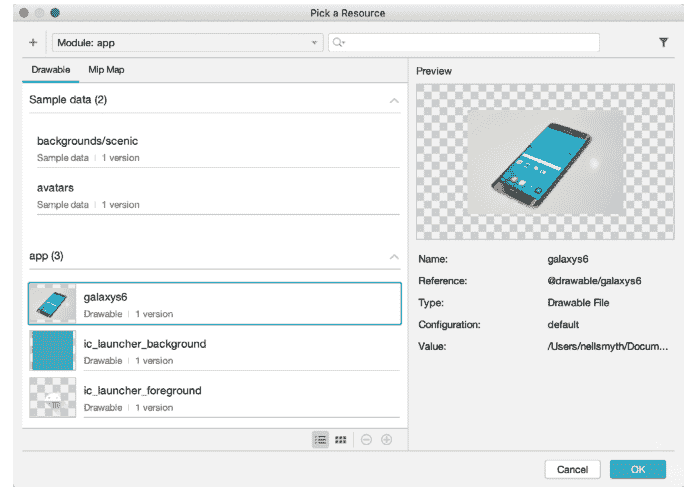 Pick a Resource
Module: app
Drawable Mip Map
Sample data (2)
backgrounds/scenic
Sample data | 1 version
avatars
Sample data | 1 version
app (3)
galaxys6
Drawable | 1 version
ic_launcher_background
Drawable | 1 version
ic_launcher_foreground
Drawable | 1 version
Preview
Name: galaxys6
Reference: @drawable/galaxys6
Type: Drawable File
Configuration: default
Value: /Users/neilsmyth/Docum...
Cancel OK